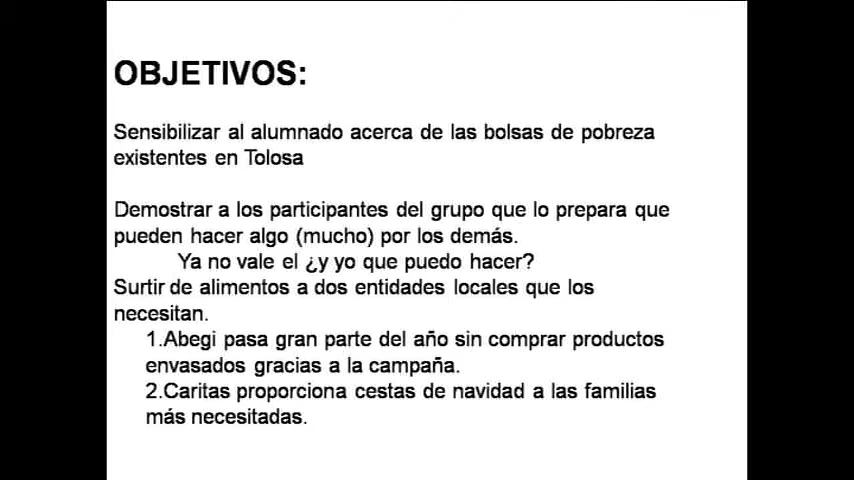 OBJETIVOS:
Sensibilizar al alumnado acerca de las bolsas de pobreza
existentes en Tolosa
Demostrar a los participantes del grupo que lo prepara que
pueden hacer algo (mucho) por los demás.
Ya no vale el ¿y yo que puedo hacer?
Surtir de alimentos a dos entidades locales que los
necesitan.
1.Abegi pasa gran parte del año sin comprar productos
envasados gracias a la campaña.
2.Caritas proporciona cestas de navidad a las familias
más necesitadas.